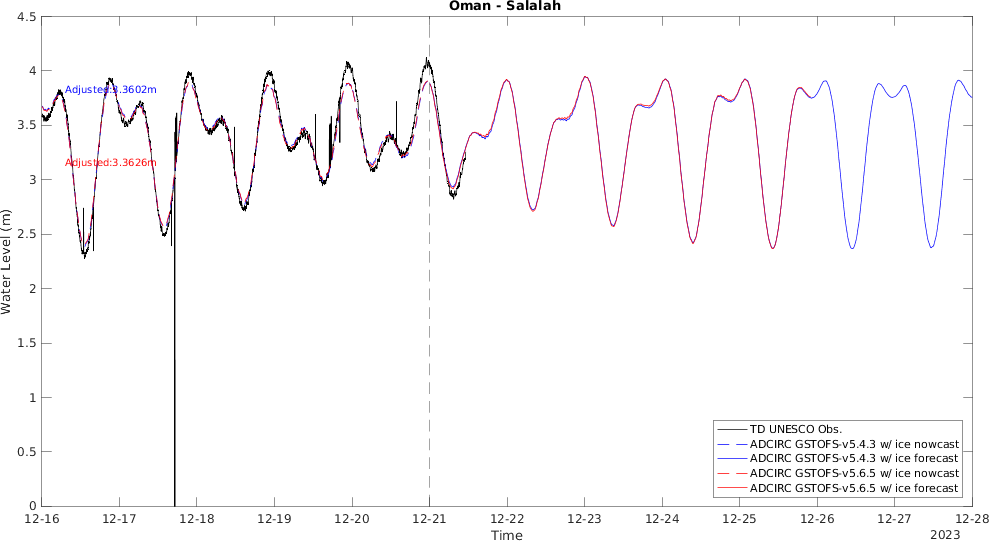 Oman - Salalah
4.5
4
3.5
3
2.5
2
1.5
1
0.5
0
Water Level (m)
Adjusted:3.3602m
Adjusted:3.3626m
TD UNESCO Obs.
ADCIRC GSTOFS-v5.4.3 w/ ice nowcast
ADCIRC GSTOFS-v5.4.3 w/ ice forecast
ADCIRC GSTOFS-v5.6.5 w/ ice nowcast
ADCIRC GSTOFS-v5.6.5 w/ ice forecast
12-16 12-17 12-18 12-19 12-20 12-21 12-22 12-23 12-24 12-25 12-26 12-27 12-28
Time
2023